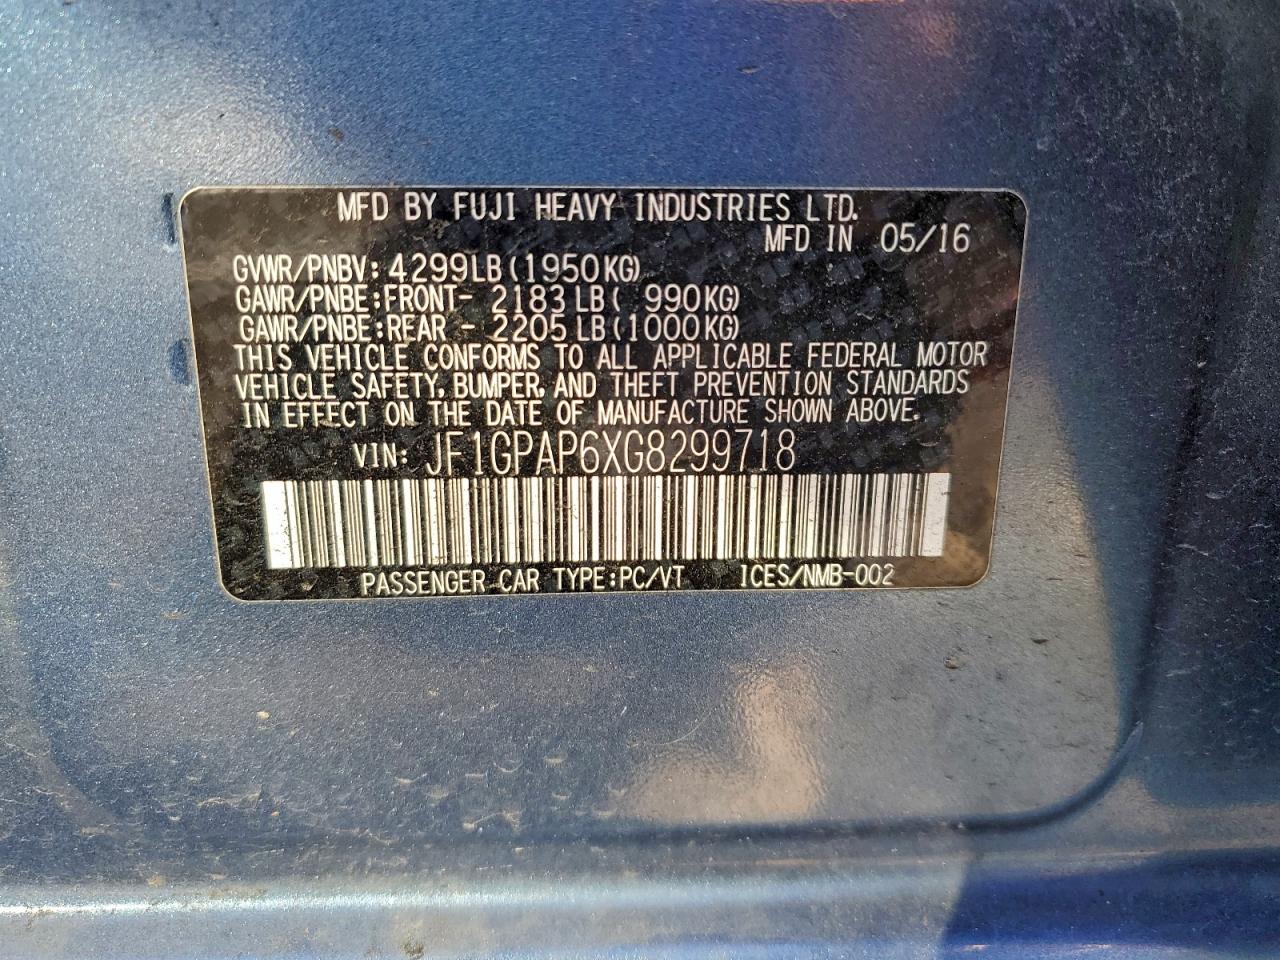 MFD BY FUJI HEAVY INDUSTRIES LTD.
MFD IN 05/16
GVWR/PNBV: 4299LB(1950KG)
GAWR/PNBE:FRONT- 2183LB( 990KG)
GAWR/PNBE:REAR - 2205LB(1000KG)
THIS VEHICLE CONFORMS TO ALL APPLICABLE FEDERAL MOTOR
VEHICLE SAFETY, BUMPER, AND THEFT PREVENTION STANDARDS
IN EFFECT ON THE DATE OF MANUFACTURE SHOWN ABOVE.
VIN: JF1GPAP6XG8299718
PASSENGER CAR TYPE:PC/VT ICES/NMB-002